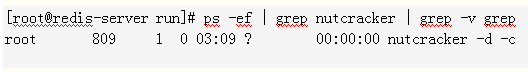 [root@redis-server run]# ps -ef | grep nutcracker | grep -v grep
root       809     1  0 03:09 ?        00:00:00 nutcracker -d -c